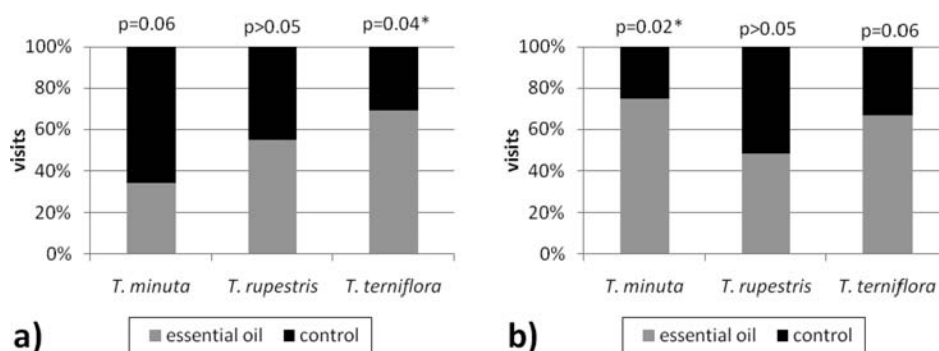 p=0.06 p>0.05 p=0.04*
100%
80%
60%
40%
20%
0%
visits
T. minuta T. rupestris T. terniflora
a)
essential oil control
p=0.02* p>0.05 p=0.06
100%
80%
60%
40%
20%
0%
visits
T. minuta T. rupestris T. terniflora
b)
essential oil control